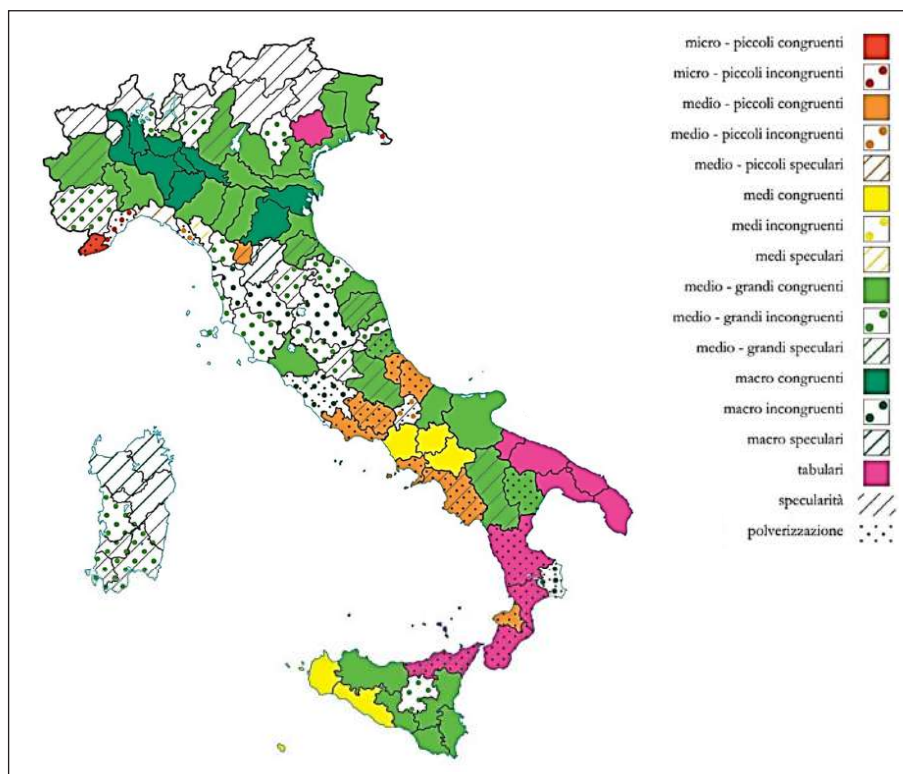 micro - piccoli congruenti
micro - piccoli incongruenti
medio - piccoli congruenti
medio - piccoli incongruenti
medio - piccoli speculari
medi congruenti
medi incongruenti
medi speculari
medio - grandi congruenti
medio - grandi incongruenti
medio - grandi speculari
macro congruenti
macro incongruenti
macro speculari
tabulari
specularità
polverizzazione